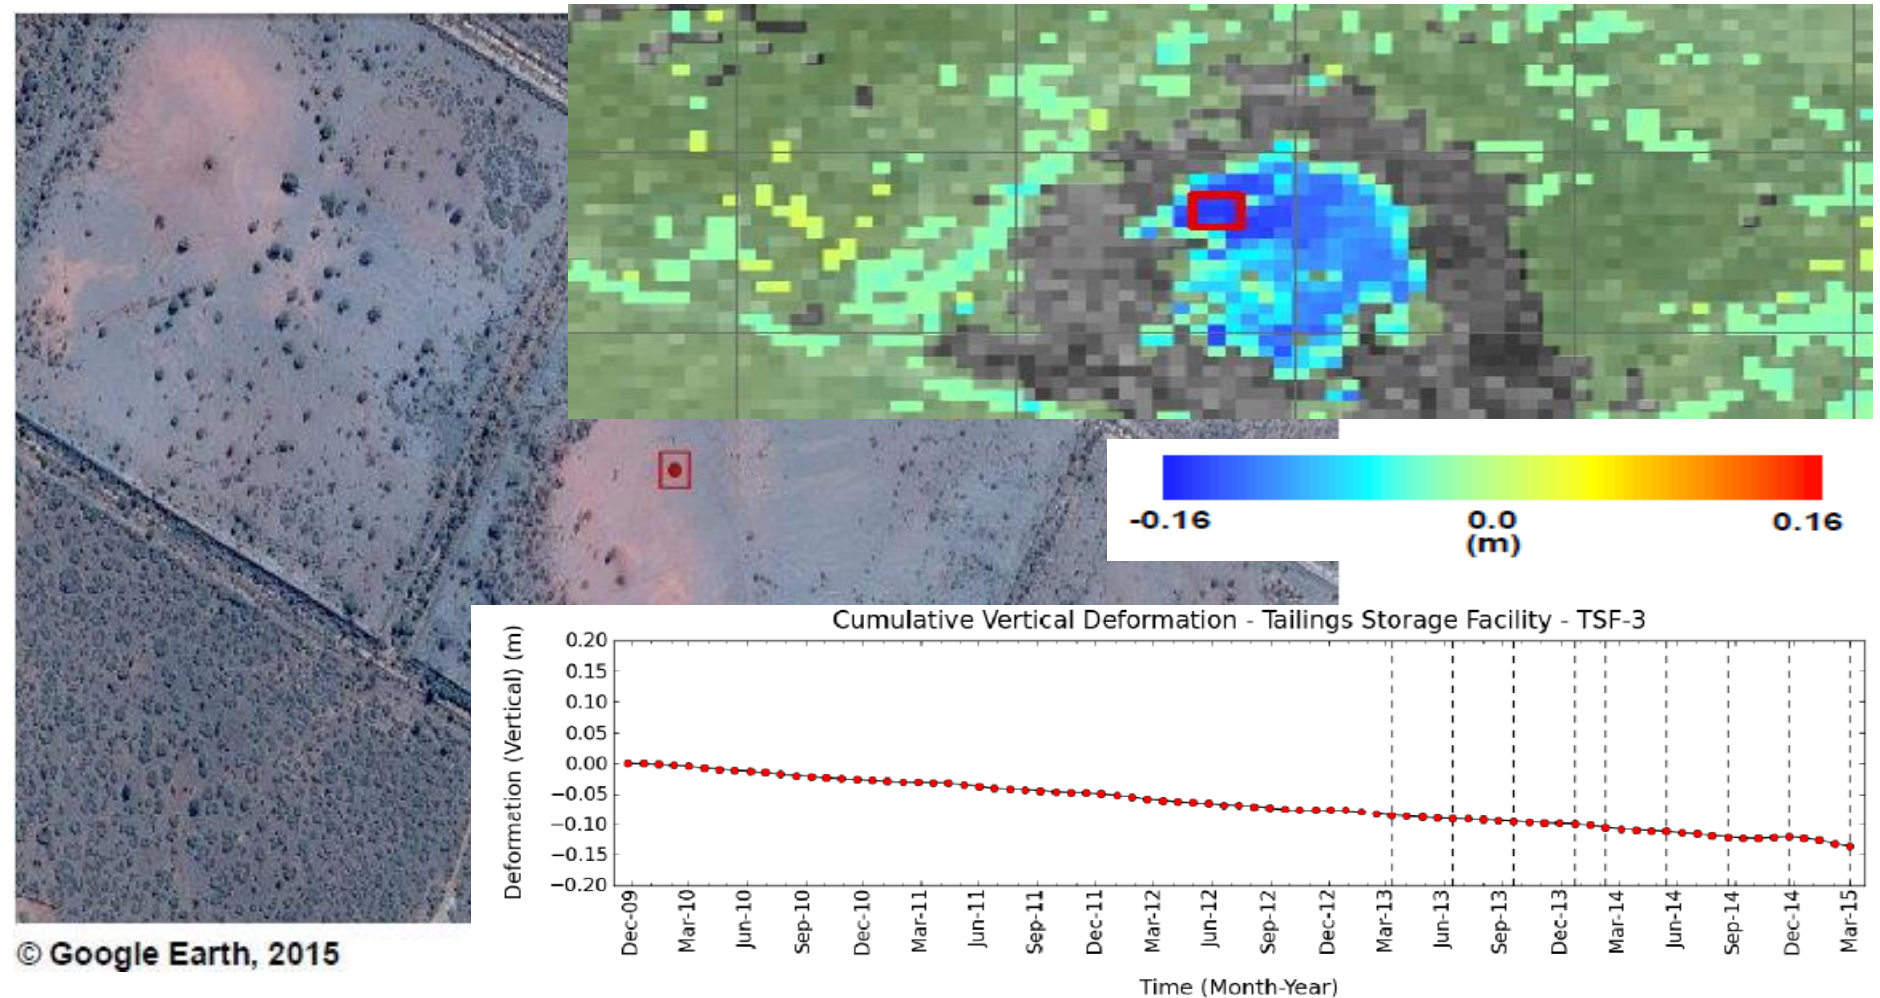 -0.16 0.0 0.16
(m)
Cumulative Vertical Deformation - Tailings Storage Facility - TSF-3
Deformation (Vertical) (m)
0.20
0.15
0.10
0.05
0.00
−0.05
−0.10
−0.15
−0.20
Dec-09 Mar-10 Jun-10 Sep-10 Dec-10 Mar-11 Jun-11 Sep-11 Dec-11 Mar-12 Jun-12 Sep-12 Dec-12 Mar-13 Jun-13 Sep-13 Dec-13 Mar-14 Jun-14 Sep-14 Dec-14 Mar-15
Time (Month-Year)
© Google Earth, 2015